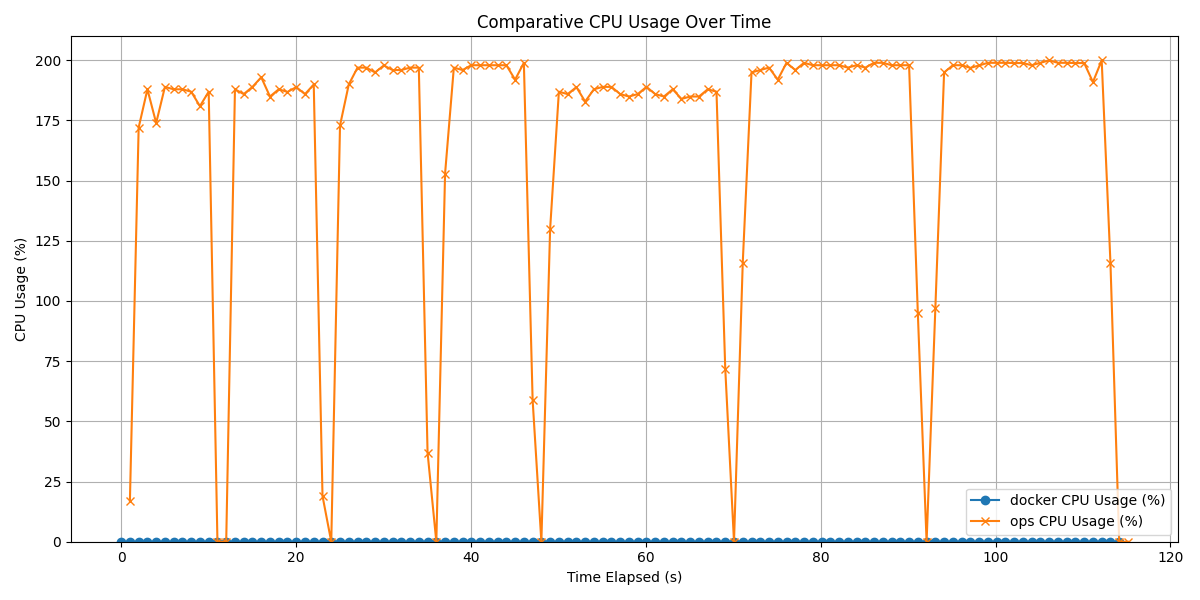 Comparative CPU Usage Over Time
CPU Usage (%)
200
175
150
125
100
75
50
25
0
0 20 40 60 80 100 120
Time Elapsed (s)
docker CPU Usage (%)
ops CPU Usage (%)